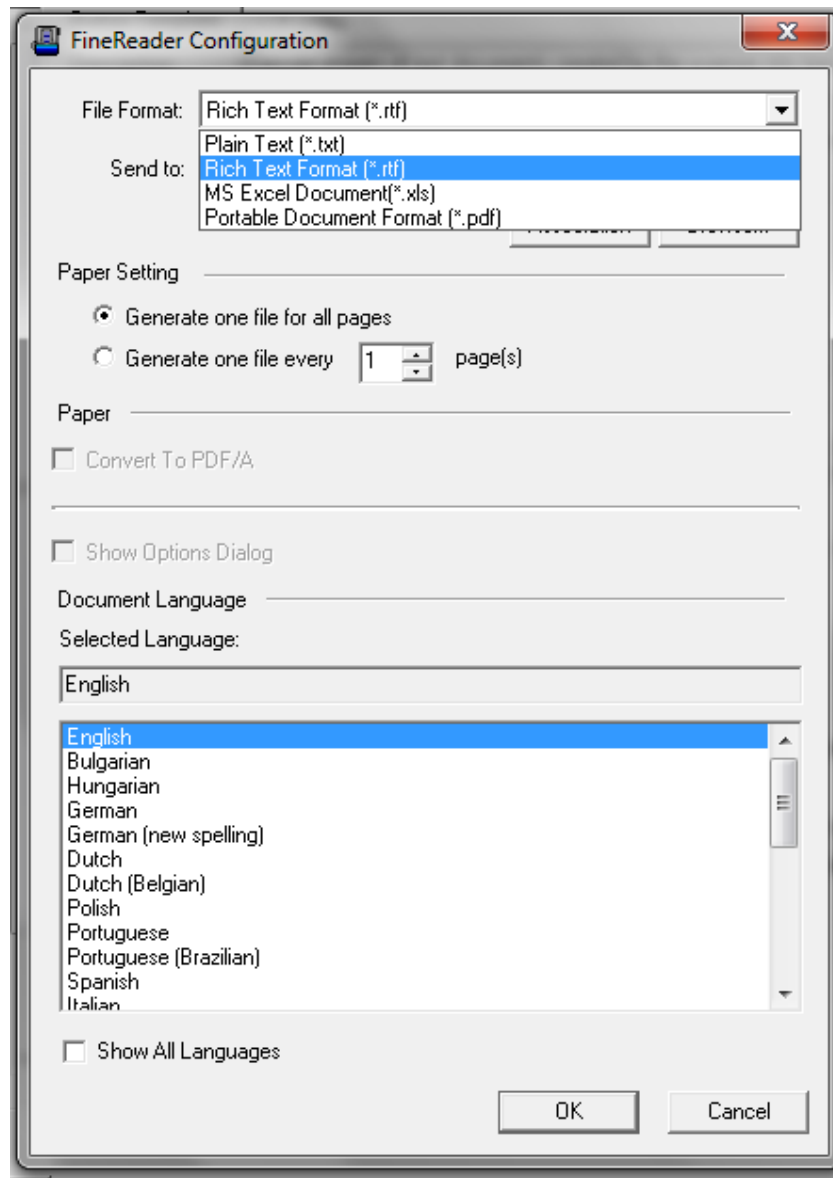 FineReader Configuration
File Format: Rich Text Format (*.rtf)
Plain Text (*.txt)
Send to: Rich Text Format (*.rtf)
MS Excel Document(*.xls)
Portable Document Format (*.pdf)
Paper Setting
Generate one file for all pages
Generate one file every 1 page(s)
Paper
Convert To PDF/A
Show Options Dialog
Document Language
Selected Language:
English
English
Bulgarian
Hungarian
German
German (new spelling)
Dutch
Dutch (Belgian)
Polish
Portuguese
Portuguese (Brazilian)
Spanish
Italian
Show All Languages
OK Cancel